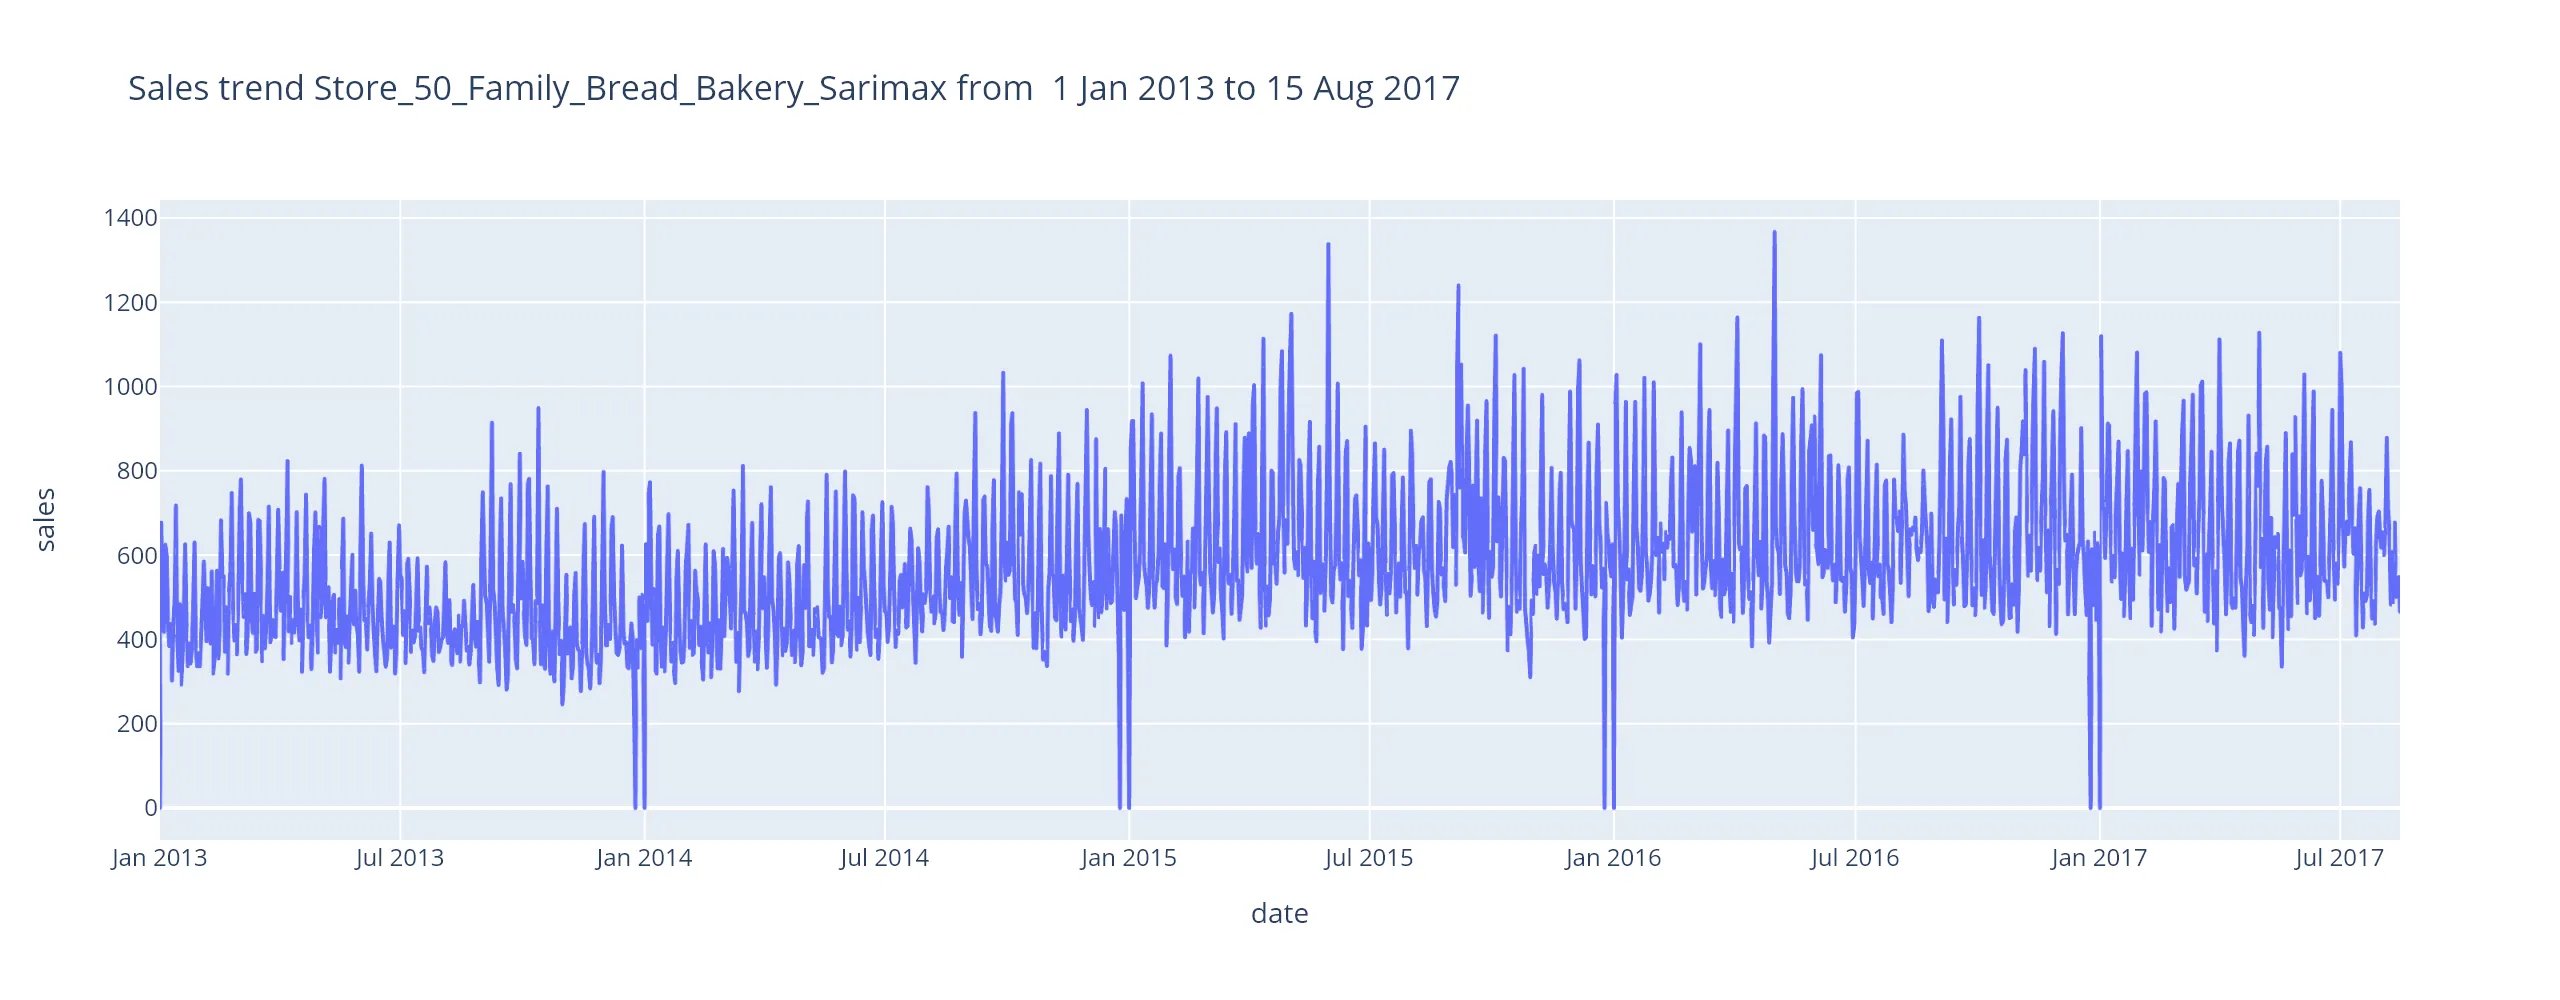 Sales trend Store_50_Family_Bread_Bakery_Sarimax from  1 Jan 2013 to 15 Aug 2017
1400
1200
1000
800
600
400
200
0
sales
Jan 2013 Jul 2013 Jan 2014 Jul 2014 Jan 2015 Jul 2015 Jan 2016 Jul 2016 Jan 2017 Jul 2017
date